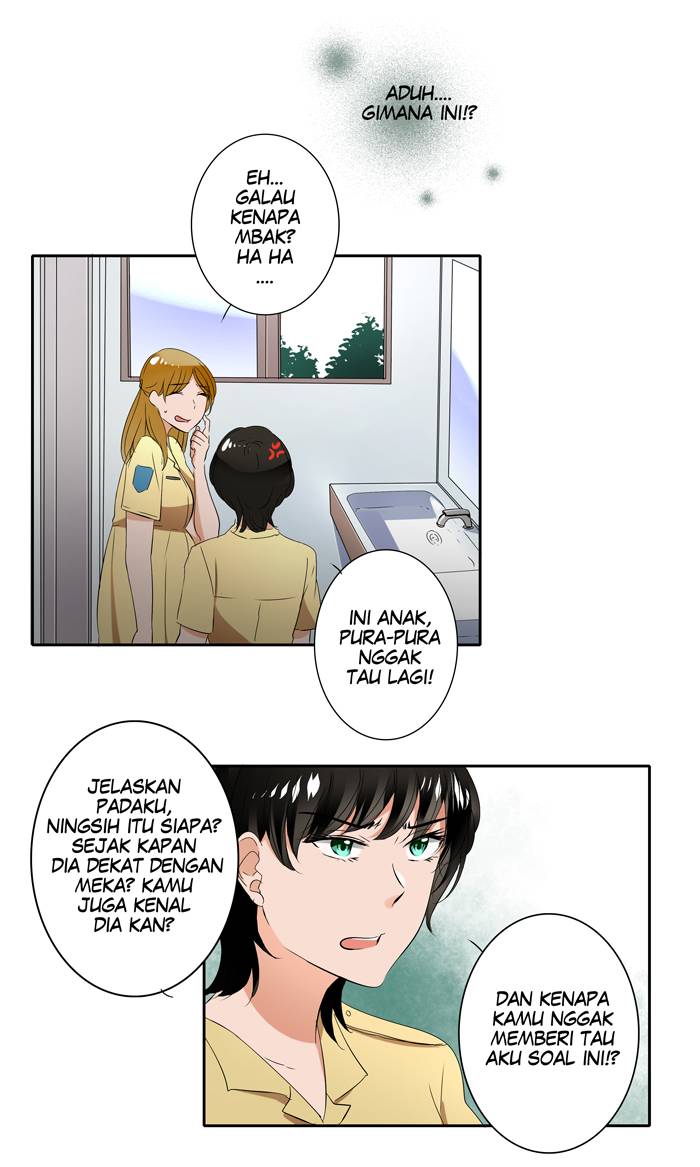 ADUH....
GIMANA INI!?
EH...
GALAU
KENAPA
MBAK?
HA HA
....
INI ANAK,
PURA-PURA
NGGAK
TAU LAGI!
JELASKAN
PADAKU,
NINGSIH ITU SIAPA?
SEJAK KAPAN
DIA DEKAT DENGAN
MEKA? KAMU
JUGA KENAL
DIA KAN?
DAN KENAPA
KAMU NGGAK
MEMBERI TAU
AKU SOAL INI!?